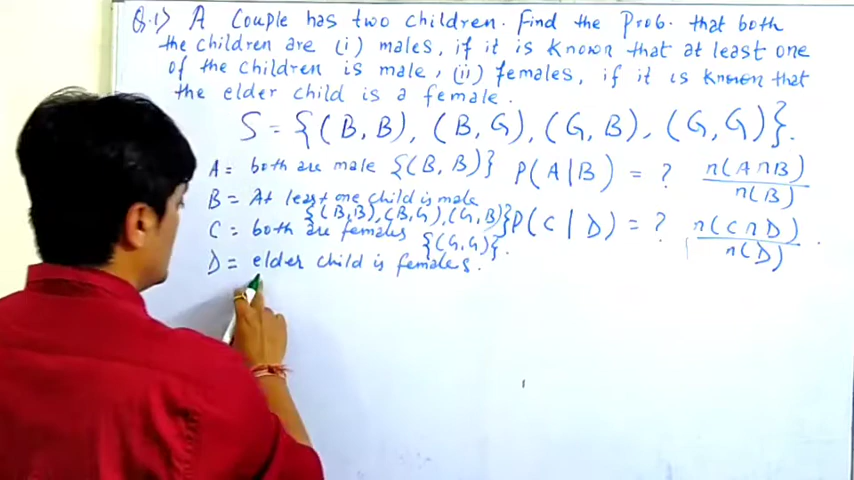 Q.1> A Couple has two children. Find the Prob. that both
the children are (i) males, if it is known that at least one
of the children is male, (ii) females, if it is known that
the elder child is a female.
S = {(B, B), (B, G), (G, B), (G, G)}.
A = both are male {(B, B)} P(A|B) = ? n(A∩B)/n(B)
B = At least one child is male
{(B,B), (B,G), (G,B)} P(C|D) = ? n(C∩D)/n(D).
C = both are females {(G,G)}.
D = elder child is females.